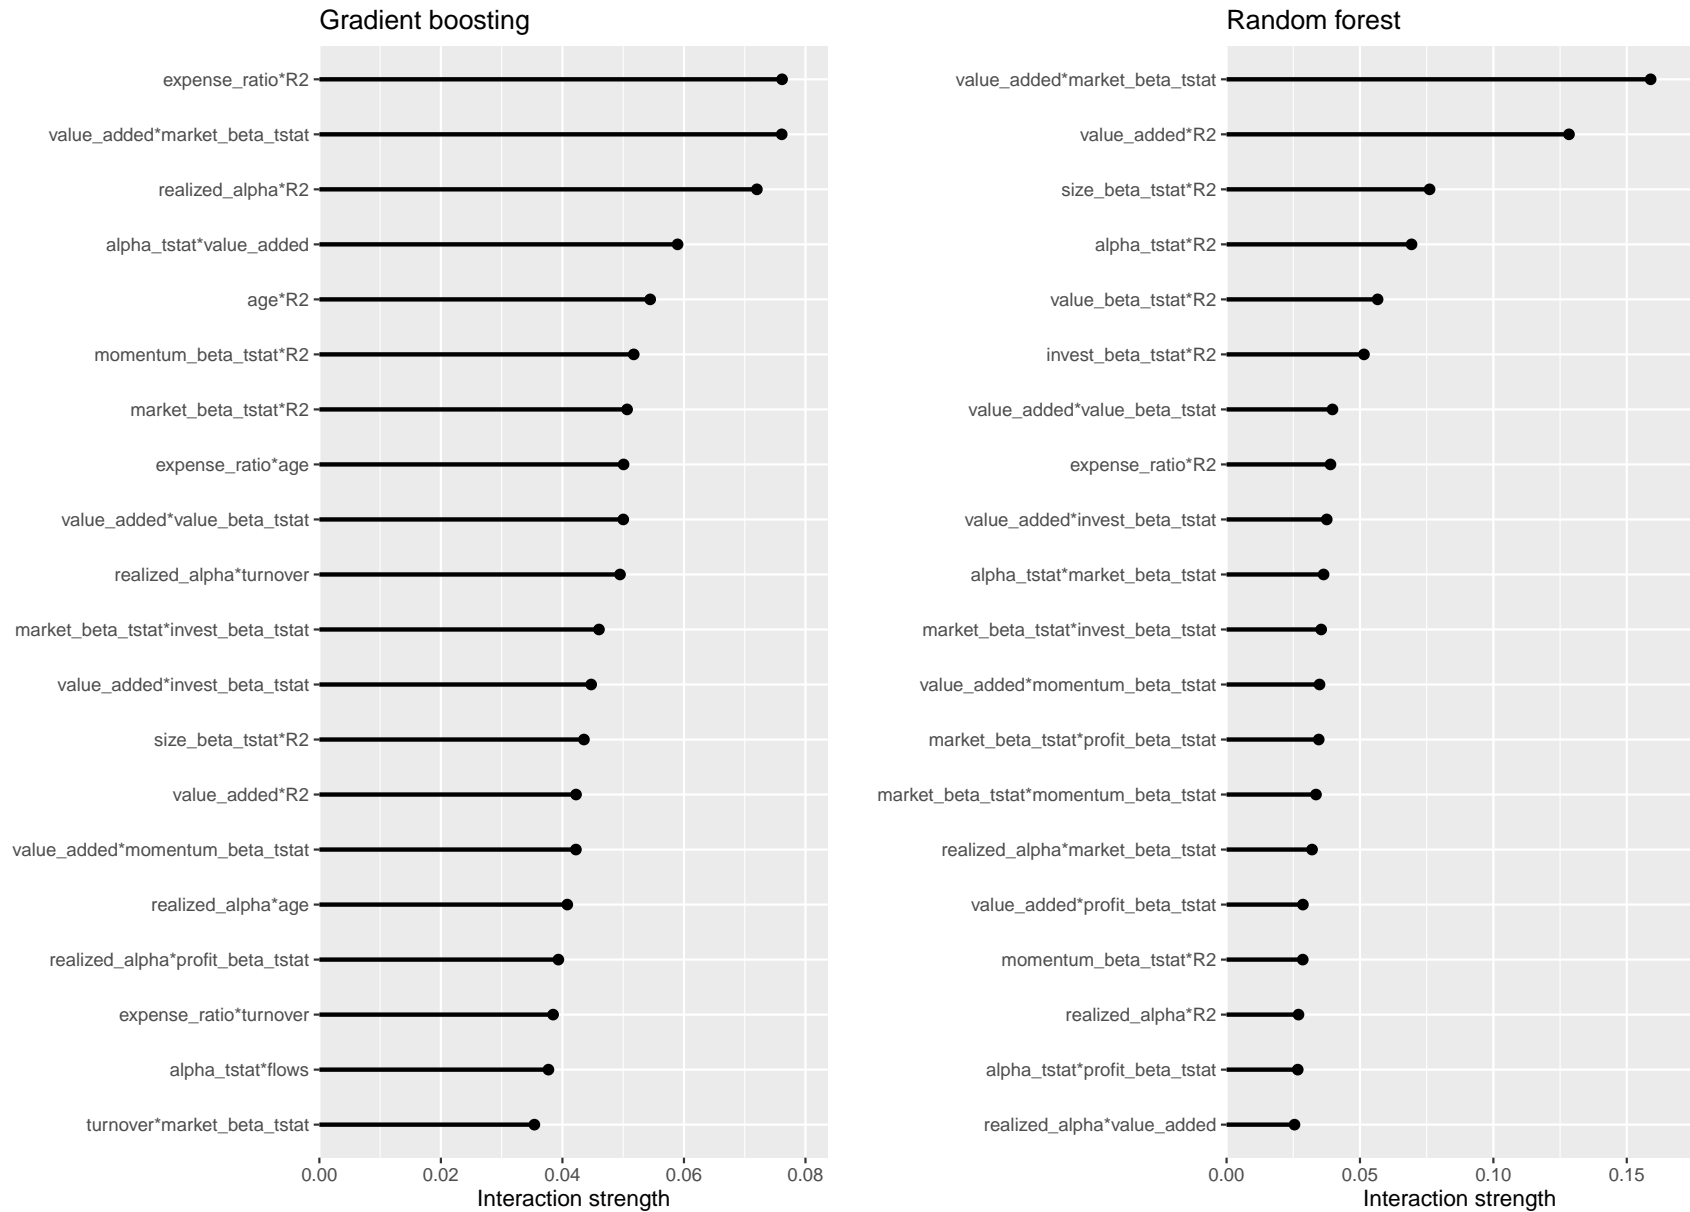 Gradient boosting
expense_ratio*R2
value_added*market_beta_tstat
realized_alpha*R2
alpha_tstat*value_added
age*R2
momentum_beta_tstat*R2
market_beta_tstat*R2
expense_ratio*age
value_added*value_beta_tstat
realized_alpha*turnover
market_beta_tstat*invest_beta_tstat
value_added*invest_beta_tstat
size_beta_tstat*R2
value_added*R2
value_added*momentum_beta_tstat
realized_alpha*age
realized_alpha*profit_beta_tstat
expense_ratio*turnover
alpha_tstat*flows
turnover*market_beta_tstat
0.00 0.02 0.04 0.06 0.08
Interaction strength
Random forest
value_added*market_beta_tstat
value_added*R2
size_beta_tstat*R2
alpha_tstat*R2
value_beta_tstat*R2
invest_beta_tstat*R2
value_added*value_beta_tstat
expense_ratio*R2
value_added*invest_beta_tstat
alpha_tstat*market_beta_tstat
market_beta_tstat*invest_beta_tstat
value_added*momentum_beta_tstat
market_beta_tstat*profit_beta_tstat
market_beta_tstat*momentum_beta_tstat
realized_alpha*market_beta_tstat
value_added*profit_beta_tstat
momentum_beta_tstat*R2
realized_alpha*R2
alpha_tstat*profit_beta_tstat
realized_alpha*value_added
0.00 0.05 0.10 0.15
Interaction strength